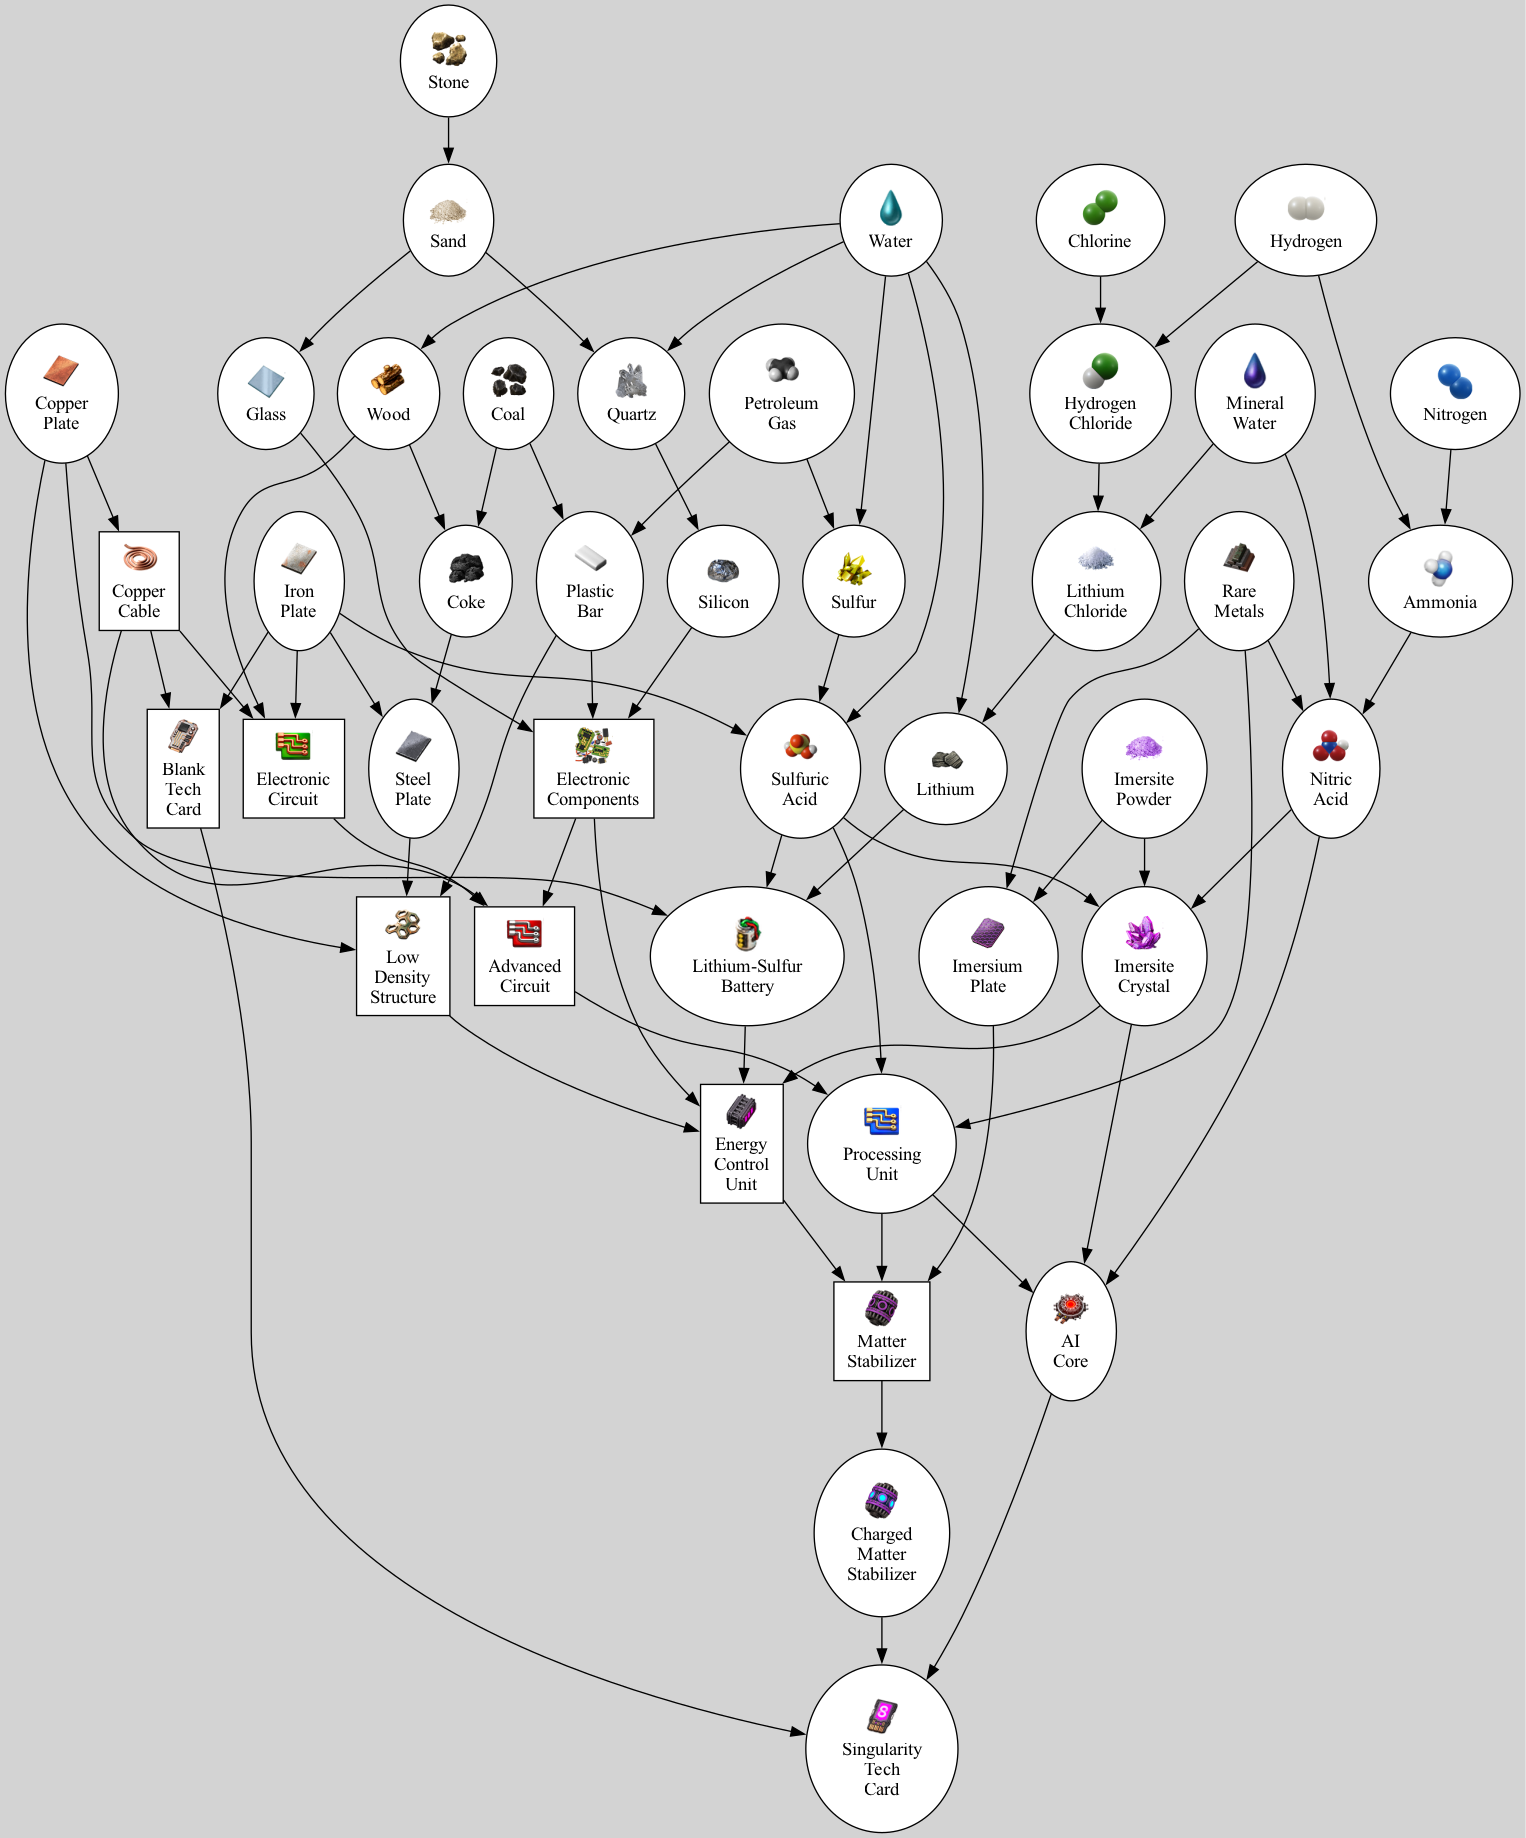 Stone
Sand
Water
Chlorine
Hydrogen
Copper
Plate
Glass
Wood
Coal
Quartz
Petroleum
Gas
Hydrogen
Chloride
Mineral
Water
Nitrogen
Copper
Cable
Iron
Plate
Coke
Plastic
Bar
Silicon
Sulfur
Lithium
Chloride
Rare
Metals
Ammonia
Blank
Tech
Card
Electronic
Circuit
Steel
Plate
Electronic
Components
Sulfuric
Acid
Lithium
Imersite
Powder
Nitric
Acid
Low
Density
Structure
Advanced
Circuit
Lithium-Sulfur
Battery
Imersium
Plate
Imersite
Crystal
Energy
Control
Unit
Processing
Unit
Matter
Stabilizer
AI
Core
Charged
Matter
Stabilizer
Singularity
Tech
Card